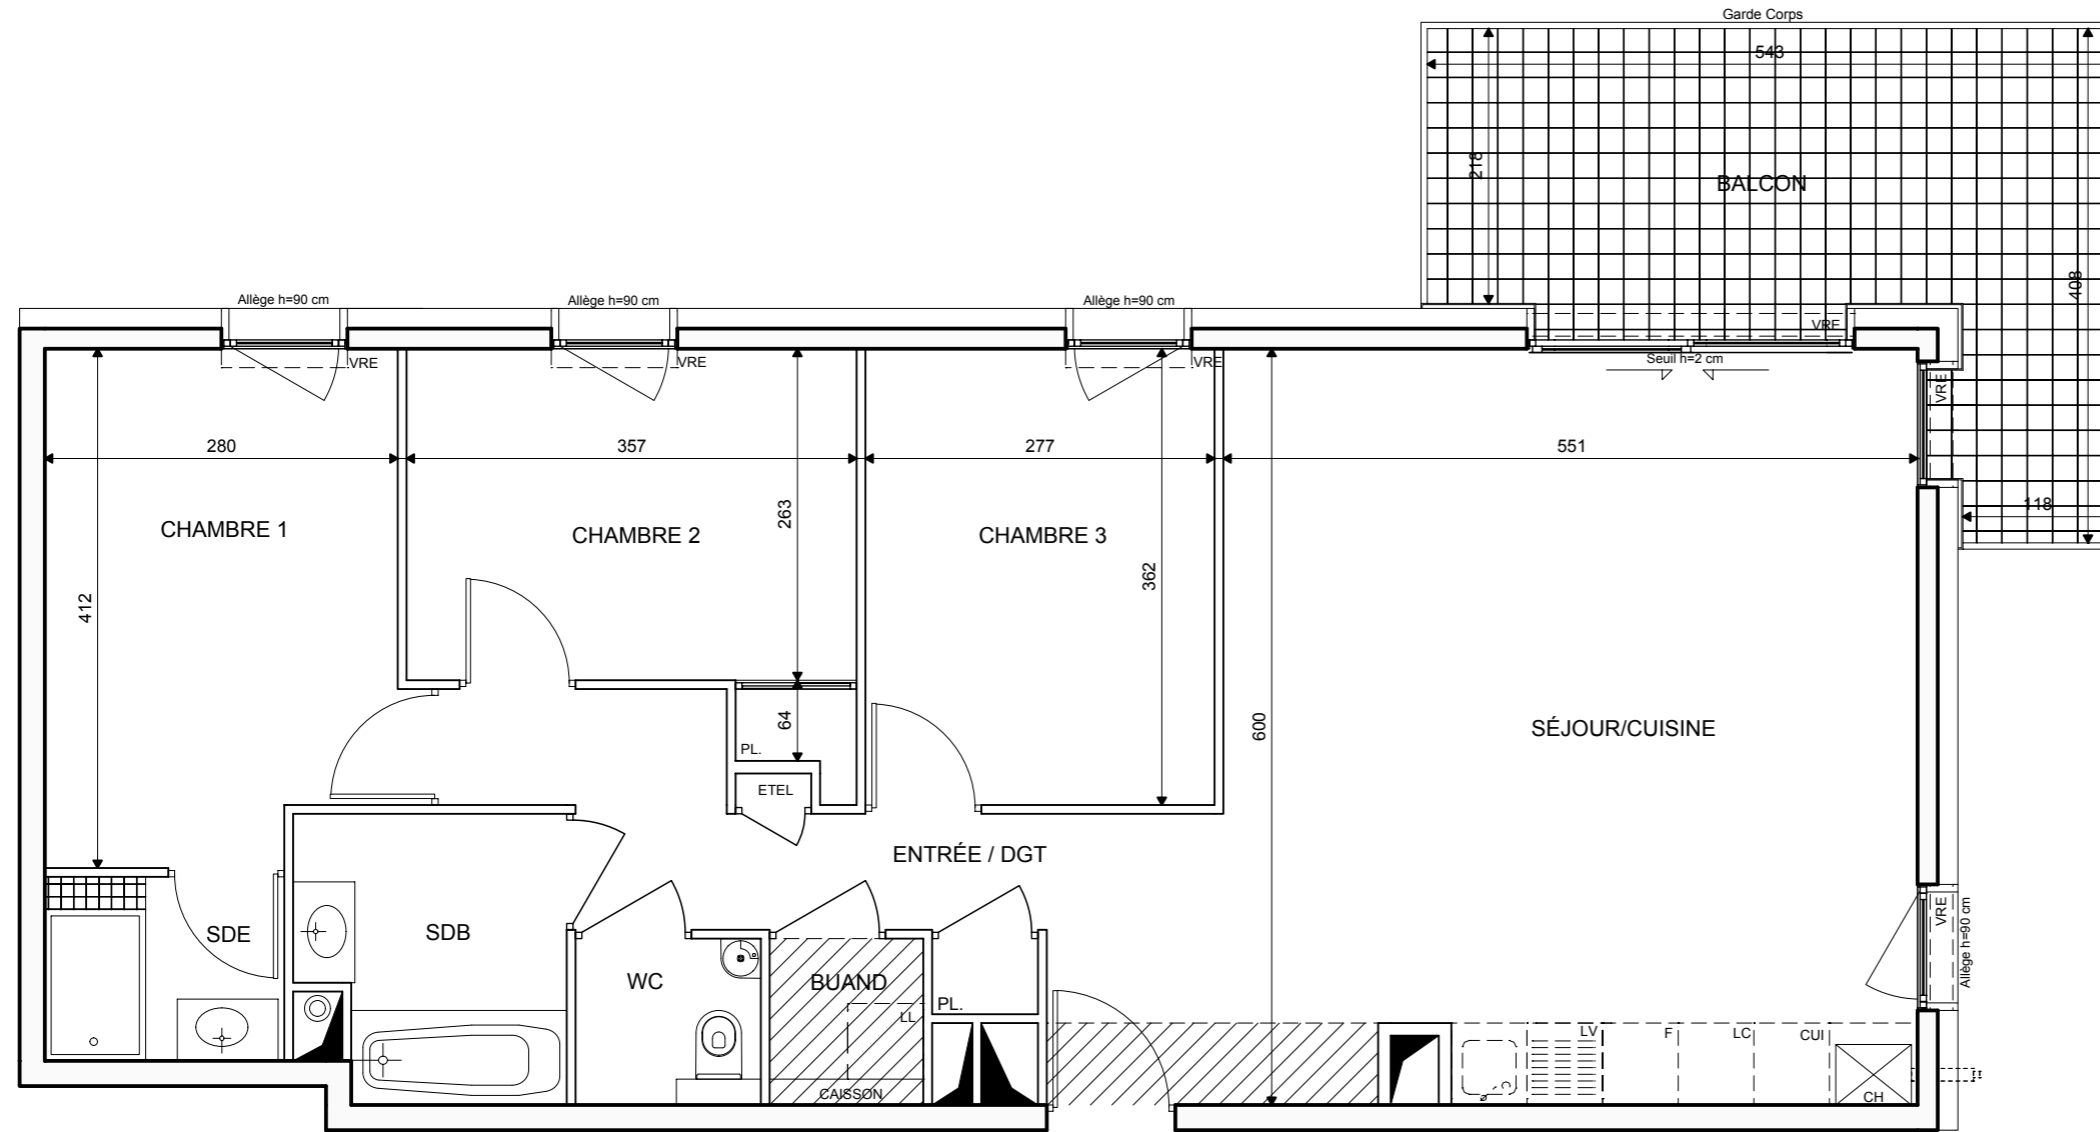 Garde Corps
543
218
BALCON
408
Allège h=90 cm
Allège h=90 cm
Allège h=90 cm
VRE
VRE
VRE
VRE
Seuil h=2 cm
VRE
280
357
277
551
118
CHAMBRE 1
263
CHAMBRE 2
CHAMBRE 3
412
362
64
600
SÉJOUR/CUISINE
PL.
ETEL
ENTRÉE / DGT
SDE
SDB
VRE
Allège h=90 cm
WC
BUAND
LL
PL.
LV
F
LC
CUI
CAISSON
CH